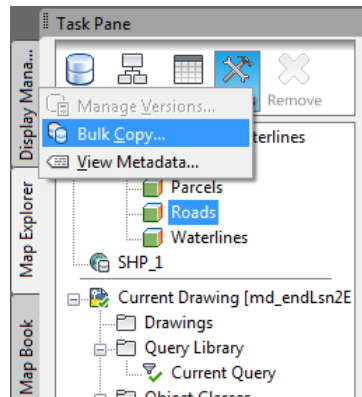 Task Pane
Display Mana...
Remove
Manage Versions...
Bulk Copy...
View Metadata...
terlines
Parcels
Roads
Waterlines
SHP_1
Map Explorer
Current Drawing [md_endLsn2E
Drawings
Query Library
Current Query
Object Classes
Map Book